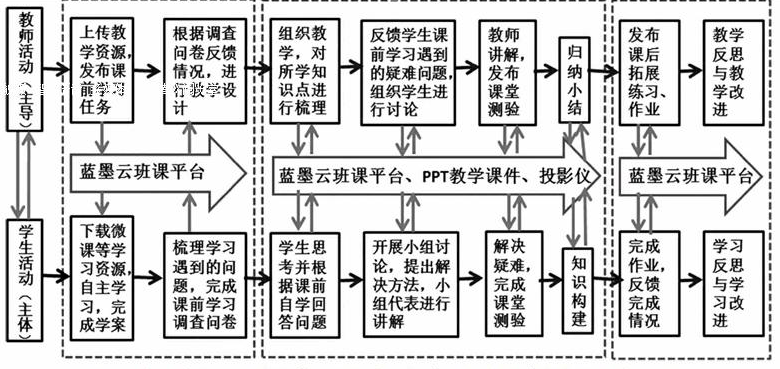 教师活动（主导）
上传教
学资源,
发布课
前学习
任务
根据调查
问卷反馈
情况，进
行教学设
计
组织教
学，对
所学知
识点进
行梳理
反馈学生课
前学习遇到
的疑难问题,
组织学生进
行讨论
教师
讲解,
发布
课堂
测验
归纳小结
发布
课后
拓展
练习、
作业
教学
反思
与教
学改
进
蓝墨云班课平台
蓝墨云班课平台、PPT教学课件、投影仪
蓝墨云班课平台
学生活动（主体）
下载微
课等学
习资源,
自主学
习，完
成学案
梳理学习
遇到的问
题，完成
课前学习
调查问卷
学生思
考并根
据课前
自学回
答问题
开展小组讨
论，提出解
决方法，小
组代表进行
讲解
解决
疑难,
完成
课堂
测验
知识构建
完成
作业,
反馈
完成
情况
学习
反思
与学
习改
进